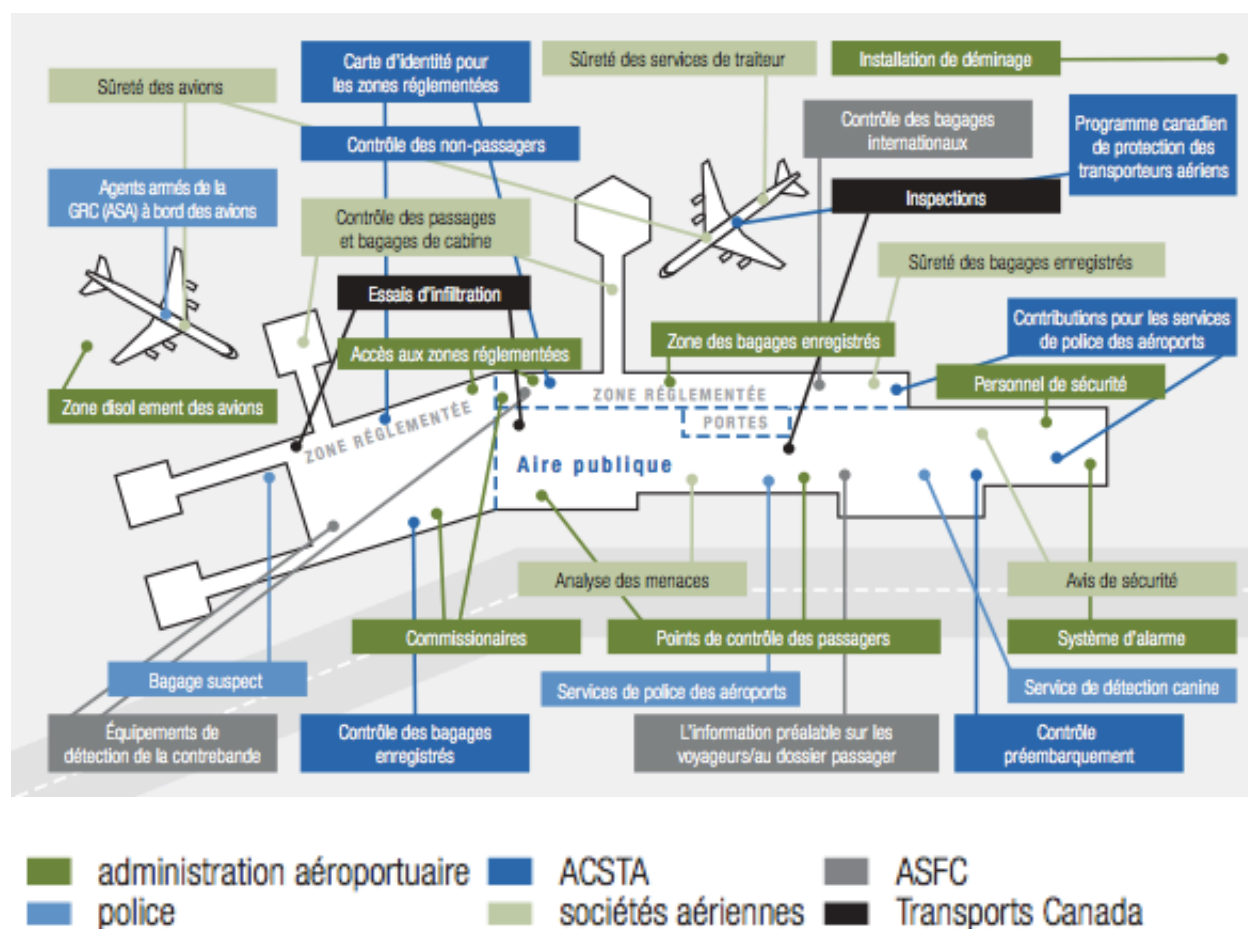 Sûreté des avions
Carte d'identité pour
les zones réglementées
Sûreté des services de traiteur
Installation de déminage
Contrôle des non-passagers
Contrôle des bagages
internationaux
Programme canadien
de protection des
transporteurs aériens
Agents armés de la
GRC (ASA) à bord des avions
Contrôle des passages
et bagages de cabine
Inspections
Sûreté des bagages enregistrés
Essais d'infiltration
Contributions pour les services
de police des aéroports
Accès aux zones réglementées
Zone des bagages enregistrés
Personnel de sécurité
Zone disol ement des avions
ZONE RÉGLEMENTÉE
ZONE RÉGLEMENTÉE
PORTES
Aire publique
Analyse des menaces
Avis de sécurité
Commissionaires
Points de contrôle des passagers
Système d'alarme
Bagage suspect
Services de police des aéroports
Service de détection canine
Équipements de
détection de la contrebande
Contrôle des bagages
enregistrés
L'information préalable sur les
voyageurs/au dossier passager
Contrôle
préembarquement
administration aéroportuaire
ACSTA
ASFC
police
sociétés aériennes
Transports Canada